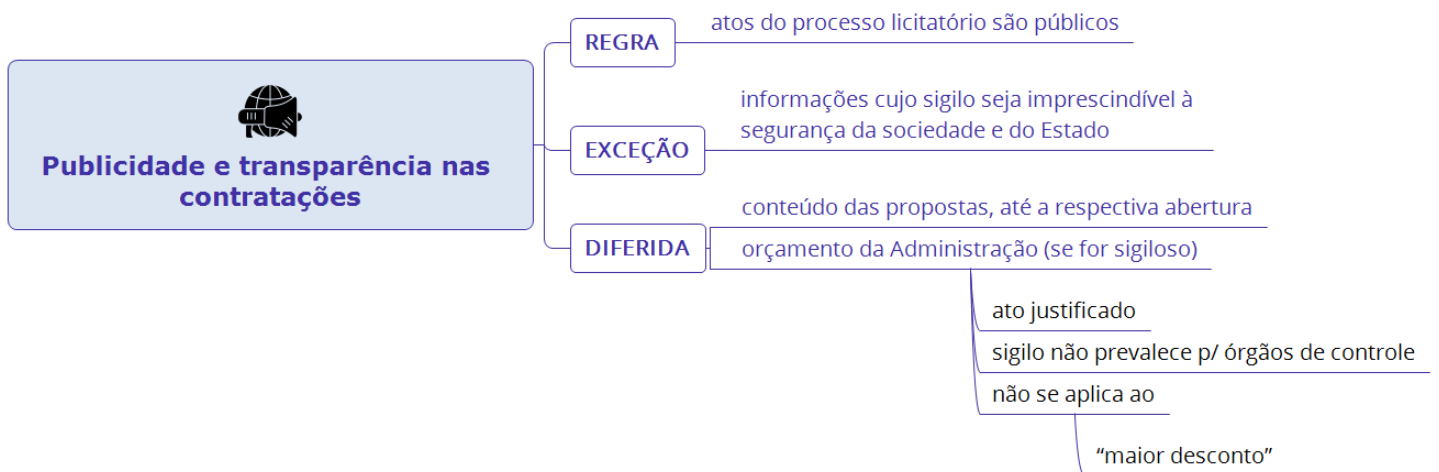 Publicidade e transparência nas
contratações
REGRA
atos do processo licitatório são públicos
EXCEÇÃO
informações cujo sigilo seja imprescindível à
segurança da sociedade e do Estado
DIFERIDA
conteúdo das propostas, até a respectiva abertura
orçamento da Administração (se for sigiloso)
ato justificado
sigilo não prevalece p/ órgãos de controle
não se aplica ao
“maior desconto”